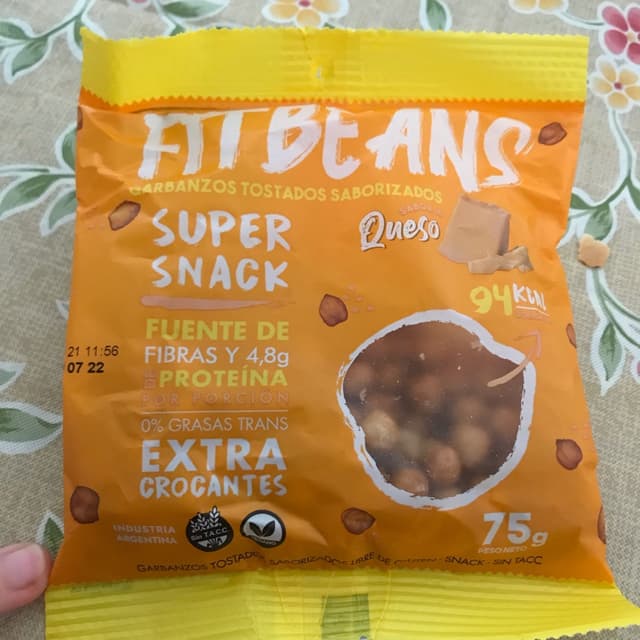 FIT BEANS
GARBANZOS TOSTADOS SABORIZADOS
SUPER
SNACK
SABOR
Queso
94 KCAL
FUENTE DE
FIBRAS Y 4,8g
DE PROTEÍNA
POR PORCIÓN
21 11:56
07 22
0% GRASAS TRANS
EXTRA
CROCANTES
INDUSTRIA
ARGENTINA
Sin T.A.C.C.
75g
PESO NETO
GARBANZOS TOSTADOS SABORIZADOS LIBRE DE GLUTEN - SNACK - SIN TACC